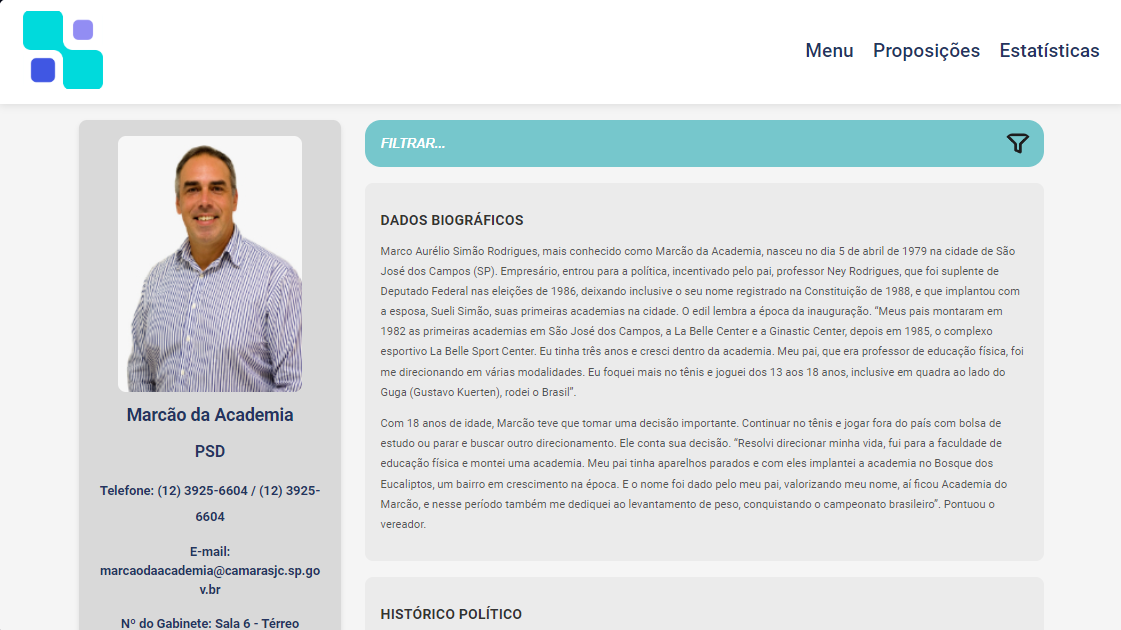 Menu Proposições Estatísticas
FILTRAR...
Marcão da Academia
PSD
Telefone: (12) 3925-6604 / (12) 3925-
6604
E-mail:
marcaodaacademia@camarasjc.sp.go
v.br
Nº do Gabinete: Sala 6 - Térreo
DADOS BIOGRÁFICOS
Marco Aurélio Simão Rodrigues, mais conhecido como Marcão da Academia, nasceu no dia 5 de abril de 1979 na cidade de São
José dos Campos (SP). Empresário, entrou para a política, incentivado pelo pai, professor Ney Rodrigues, que foi suplente de
Deputado Federal nas eleições de 1986, deixando inclusive o seu nome registrado na Constituição de 1988, e que implantou com
a esposa, Sueli Simão, suas primeiras academias na cidade. O edil lembra a época da inauguração. “Meus pais montaram em
1982 as primeiras academias em São José dos Campos, a La Belle Center e a Ginastic Center, depois em 1985, o complexo
esportivo La Belle Sport Center. Eu tinha três anos e cresci dentro da academia. Meu pai, que era professor de educação física, foi
me direcionando em várias modalidades. Eu foquei mais no tênis e joguei dos 13 aos 18 anos, inclusive em quadra ao lado do
Guga (Gustavo Kuerten), rodei o Brasil”.
Com 18 anos de idade, Marcão teve que tomar uma decisão importante. Continuar no tênis e jogar fora do país com bolsa de
estudo ou parar e buscar outro direcionamento. Ele conta sua decisão. “Resolvi direcionar minha vida, fui para a faculdade de
educação física e montei uma academia. Meu pai tinha aparelhos parados e com eles implantei a academia no Bosque dos
Eucaliptos, um bairro em crescimento na época. E o nome foi dado pelo meu pai, valorizando meu nome, aí ficou Academia do
Marcão, e nesse período também me dediquei ao levantamento de peso, conquistando o campeonato brasileiro”. Pontuou o
vereador.
HISTÓRICO POLÍTICO